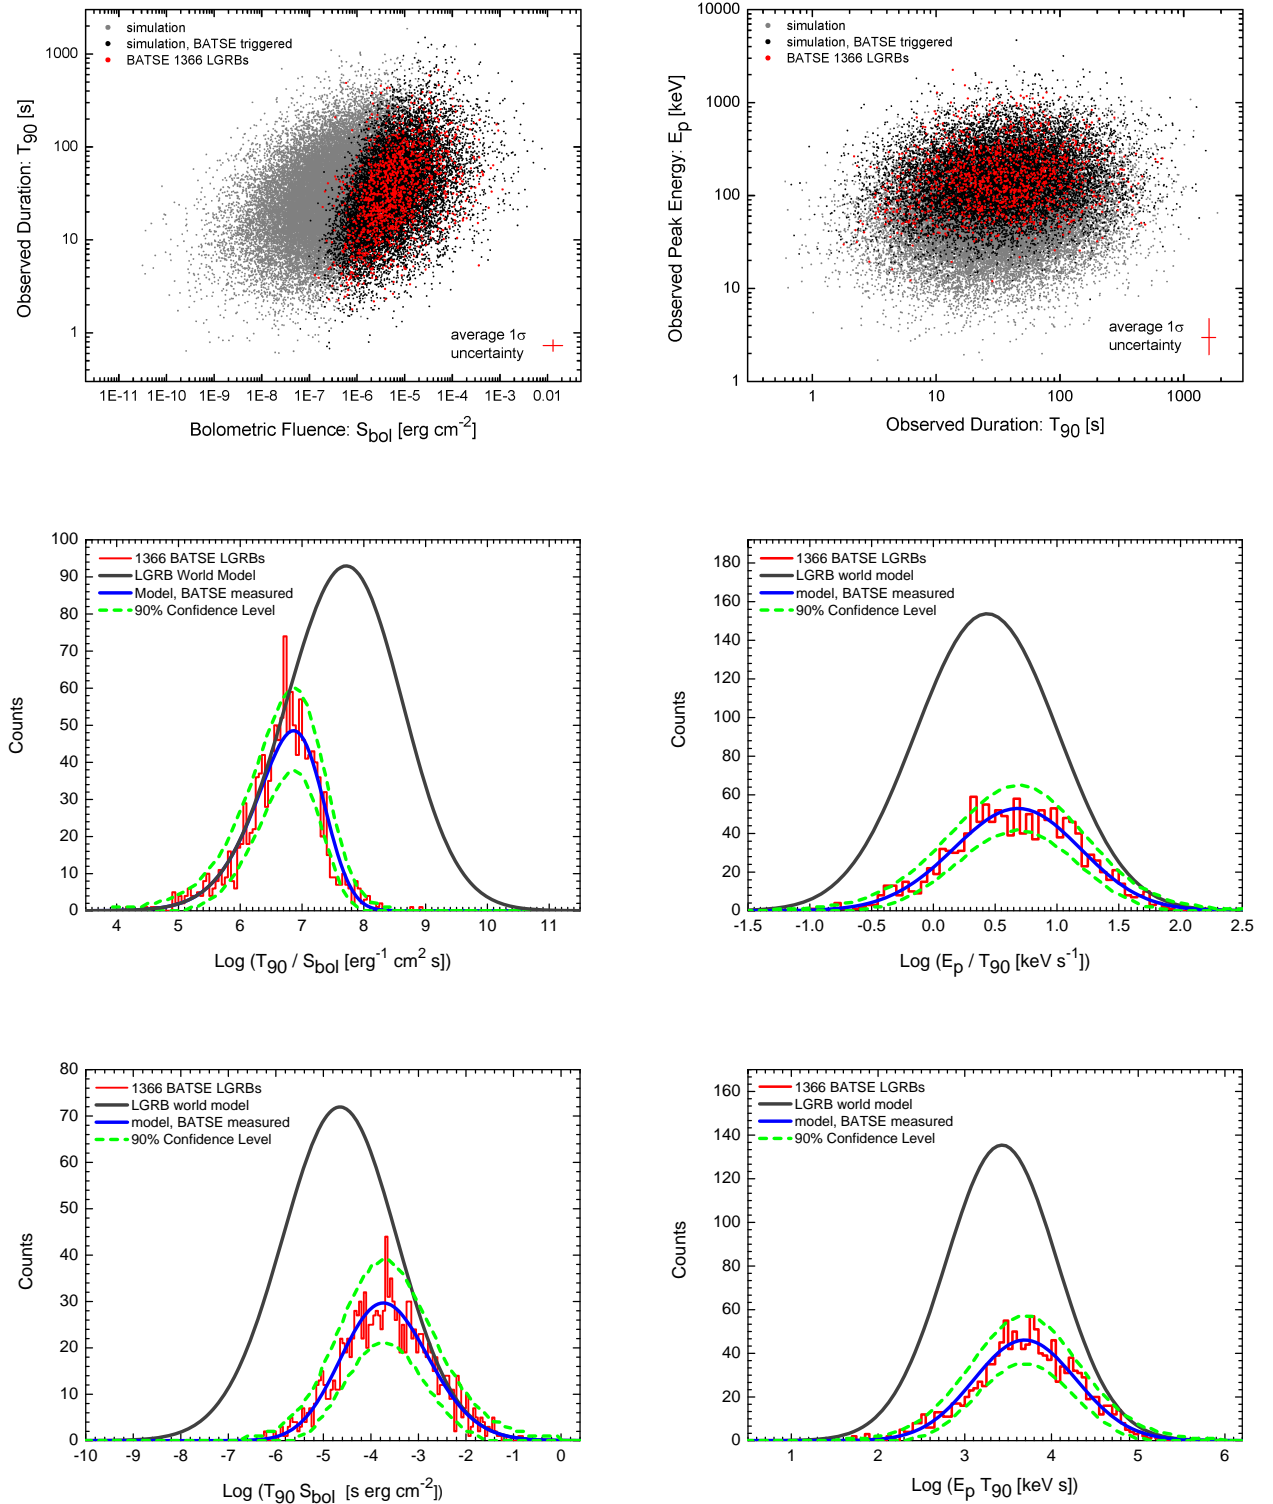 simulation
simulation, BATSE triggered
BATSE 1366 LGRBs
1000
100
10
1
Observed Duration: T90 [s]
average 1σ
uncertainty
1E-11 1E-10 1E-9 1E-8 1E-7 1E-6 1E-5 1E-4 1E-3 0.01
Bolometric Fluence: Sbol [erg cm-2]
simulation
simulation, BATSE triggered
BATSE 1366 LGRBs
10000
1000
100
10
1
Observed Peak Energy: Ep [keV]
average 1σ
uncertainty
1 10 100 1000
Observed Duration: T90 [s]
1366 BATSE LGRBs
LGRB World Model
Model, BATSE measured
90% Confidence Level
100
90
80
70
60
50
40
30
20
10
0
Counts
4 5 6 7 8 9 10 11
Log (T90 / Sbol [erg-1 cm2 s])
1366 BATSE LGRBs
LGRB world model
model, BATSE measured
90% Confidence Level
180
160
140
120
100
80
60
40
20
0
Counts
-1.5 -1.0 -0.5 0.0 0.5 1.0 1.5 2.0 2.5
Log (Ep / T90 [keV s-1])
1366 BATSE LGRBs
LGRB world model
model, BATSE measured
90% Confidence Level
80
70
60
50
40
30
20
10
0
Counts
-10 -9 -8 -7 -6 -5 -4 -3 -2 -1 0
Log (T90 Sbol [s erg cm-2])
1366 BATSE LGRBs
LGRB world model
model, BATSE measured
90% Confidence Level
160
140
120
100
80
60
40
20
0
Counts
1 2 3 4 5 6
Log (Ep T90 [keV s])